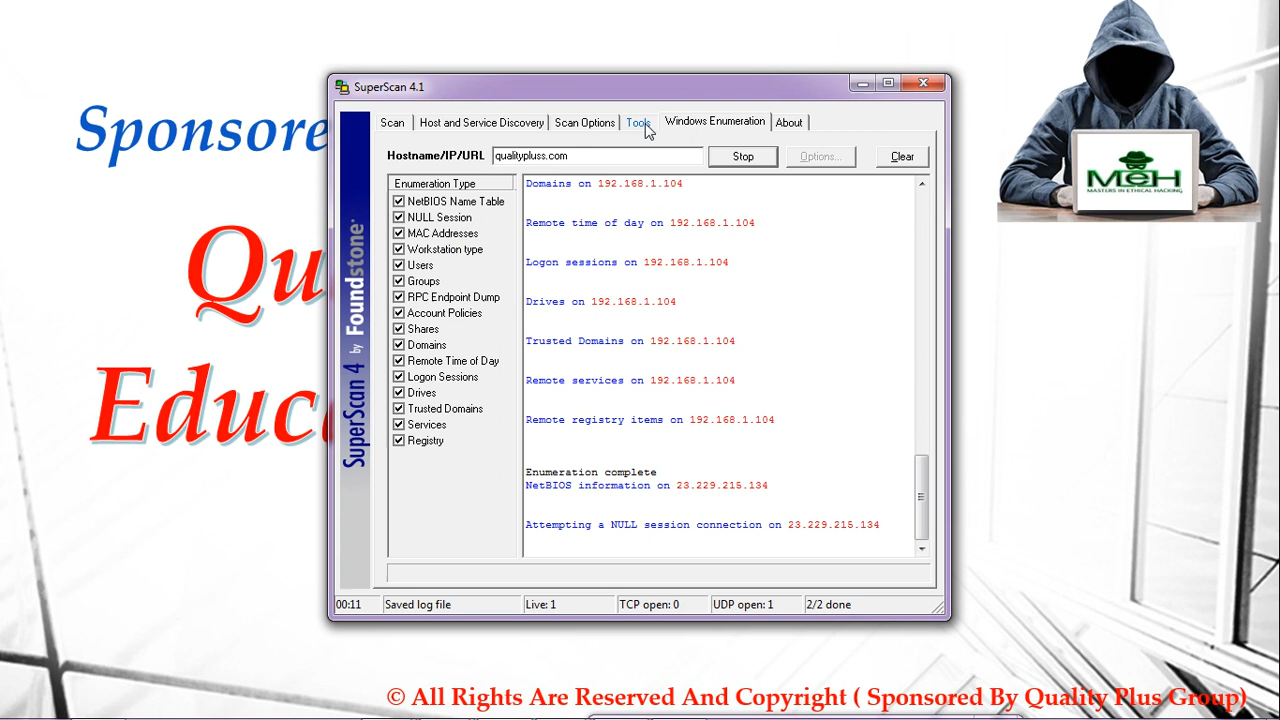 Sponsore
Qu
Educa
SuperScan 4.1
Scan
Host and Service Discovery
Scan Options
Tools
Windows Enumeration
About
Hostname/IP/URL
qualitypluss.com
Stop
Options...
Clear
SuperScan 4 by Foundstone
Enumeration Type
NetBIOS Name Table
NULL Session
MAC Addresses
Workstation type
Users
Groups
RPC Endpoint Dump
Account Policies
Shares
Domains
Remote Time of Day
Logon Sessions
Drives
Trusted Domains
Services
Registry
Domains on 192.168.1.104
Remote time of day on 192.168.1.104
Logon sessions on 192.168.1.104
Drives on 192.168.1.104
Trusted Domains on 192.168.1.104
Remote services on 192.168.1.104
Remote registry items on 192.168.1.104
Enumeration complete
NetBIOS information on 23.229.215.134
Attempting a NULL session connection on 23.229.215.134
00:11
Saved log file
Live: 1
TCP open: 0
UDP open: 1
2/2 done
MeH
MASTERS IN ETHICAL HACKING
© All Rights Are Reserved And Copyright ( Sponsored By Quality Plus Group)